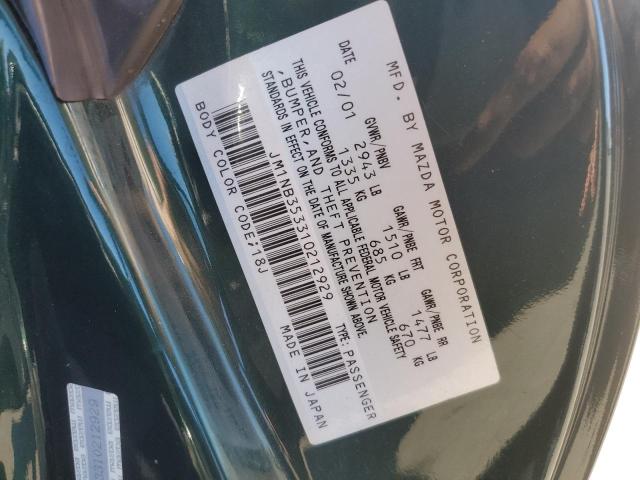 MFD. BY MAZDA MOTOR CORPORATION
DATE GVWR/PNBV GAWR/PNBE FRT GAWR/PNBE RR
02/01 2943 LB 1510 LB 1477 LB
1335 KG 685 KG 670 KG
THIS VEHICLE CONFORMS TO ALL APPLICABLE FEDERAL MOTOR VEHICLE SAFETY
, BUMPER, AND THEFT PREVENTION
STANDARDS IN EFFECT ON THE DATE OF MANUFACTURE SHOWN ABOVE.
JM1NB353310212929 TYPE: PASSENGER
BODY COLOR CODE;18J MADE IN JAPAN